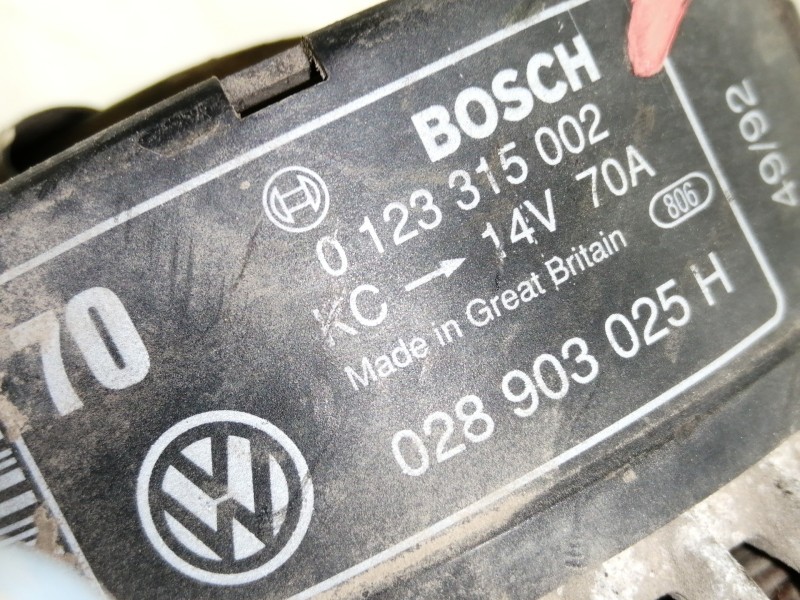 BOSCH
0 123 315 002
KC → 14V 70A
Made in Great Britain
806
028 903 025 H
49/92
70
VW